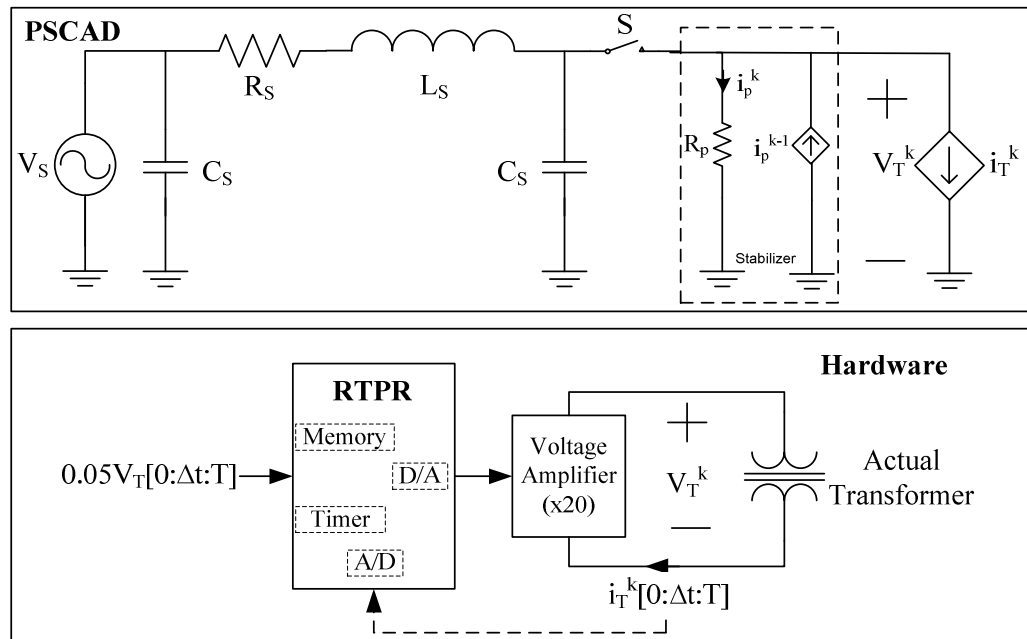 PSCAD
S
R_S
L_S
i_p^k
V_S
C_S
C_S
R_p
i_p^{k-1}
+
V_T^k
i_T^k
Stabilizer
—
Hardware
RTPR
Memory
D/A
Timer
A/D
0.05V_T[0:Δt:T]
Voltage
Amplifier
(x20)
+
V_T^k
—
Actual
Transformer
i_T^k[0:Δt:T]